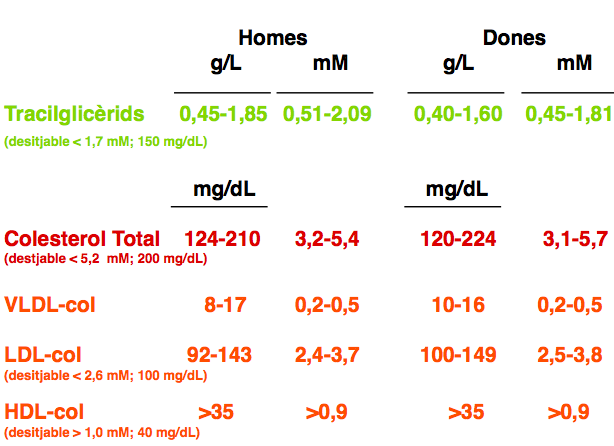 Homes Dones
g/L mM g/L mM
Tracilglicèrids 0,45-1,85 0,51-2,09 0,40-1,60 0,45-1,81
(desitjable < 1,7 mM; 150 mg/dL)
mg/dL mg/dL
Colesterol Total 124-210 3,2-5,4 120-224 3,1-5,7
(destjable < 5,2 mM; 200 mg/dL)
VLDL-col 8-17 0,2-0,5 10-16 0,2-0,5
LDL-col 92-143 2,4-3,7 100-149 2,5-3,8
(desitjable < 2,6 mM; 100 mg/dL)
HDL-col >35 >0,9 >35 >0,9
(desitjable > 1,0 mM; 40 mg/dL)